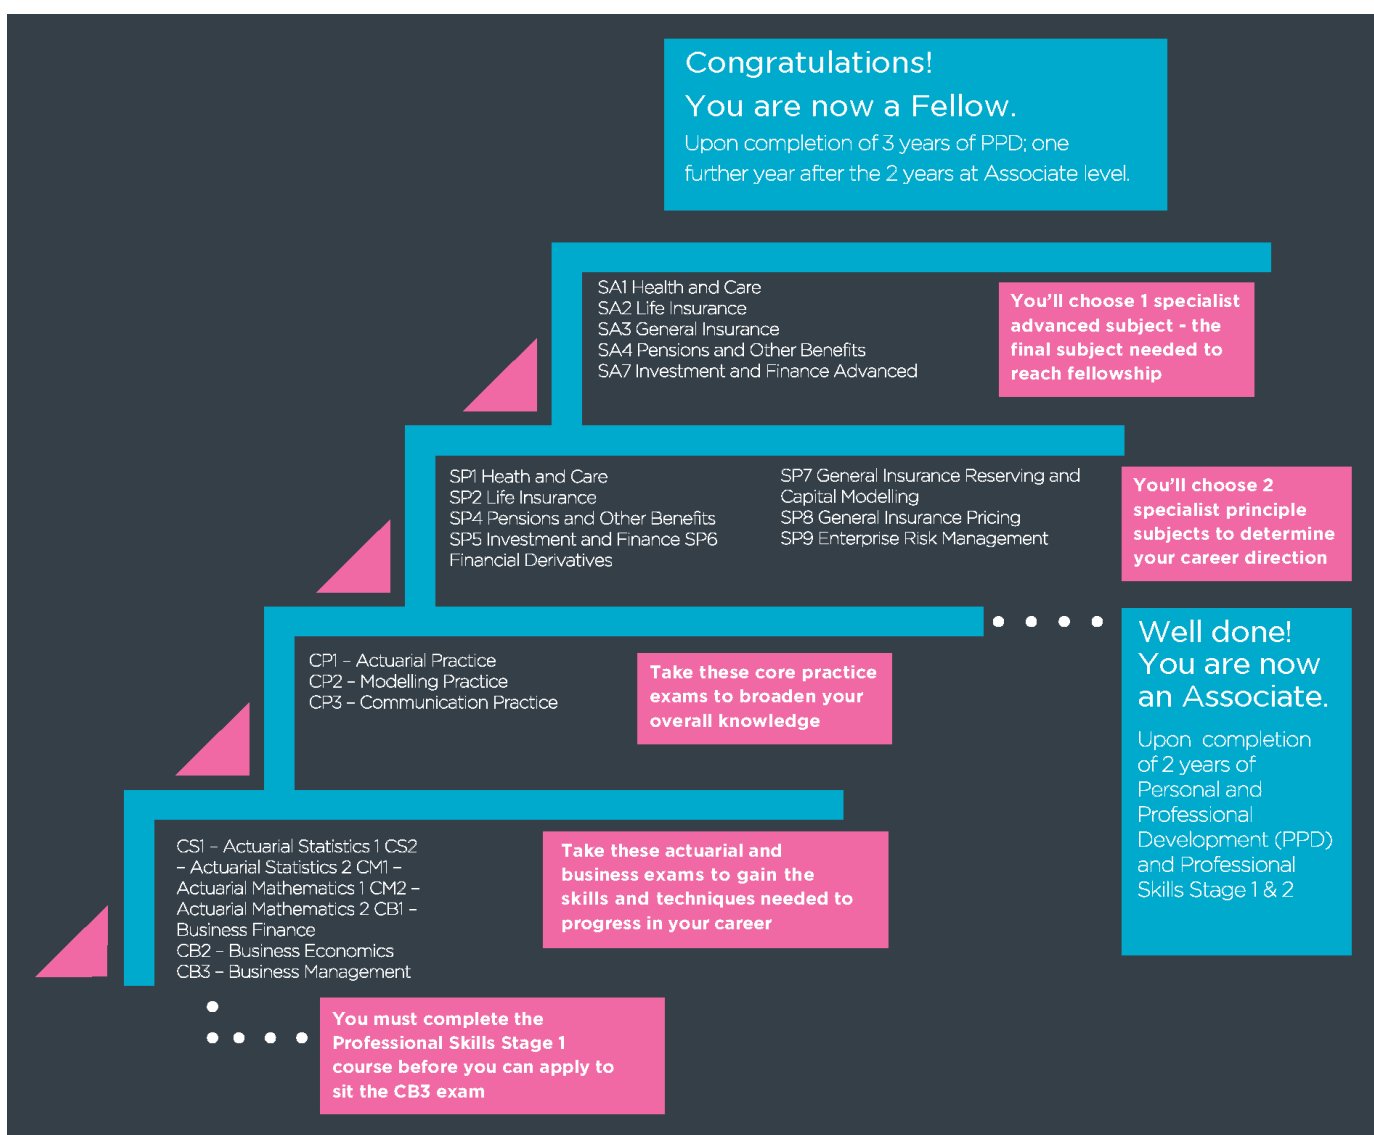 Congratulations!
You are now a Fellow.
Upon completion of 3 years of PPD; one
further year after the 2 years at Associate level.
SA1 Health and Care
SA2 Life Insurance
SA3 General Insurance
SA4 Pensions and Other Benefits
SA7 Investment and Finance Advanced
You'll choose 1 specialist
advanced subject - the
final subject needed to
reach fellowship
SP1 Heath and Care
SP2 Life Insurance
SP4 Pensions and Other Benefits
SP5 Investment and Finance SP6
Financial Derivatives
SP7 General Insurance Reserving and
Capital Modelling
SP8 General Insurance Pricing
SP9 Enterprise Risk Management
You'll choose 2
specialist principle
subjects to determine
your career direction
CP1 – Actuarial Practice
CP2 – Modelling Practice
CP3 – Communication Practice
Take these core practice
exams to broaden your
overall knowledge
Well done!
You are now
an Associate.
Upon completion
of 2 years of
Personal and
Professional
Development (PPD)
and Professional
Skills Stage 1 & 2
CS1 – Actuarial Statistics 1 CS2
– Actuarial Statistics 2 CM1 –
Actuarial Mathematics 1 CM2 –
Actuarial Mathematics 2 CB1 –
Business Finance
CB2 – Business Economics
CB3 – Business Management
Take these actuarial and
business exams to gain the
skills and techniques needed to
progress in your career
You must complete the
Professional Skills Stage 1
course before you can apply to
sit the CB3 exam